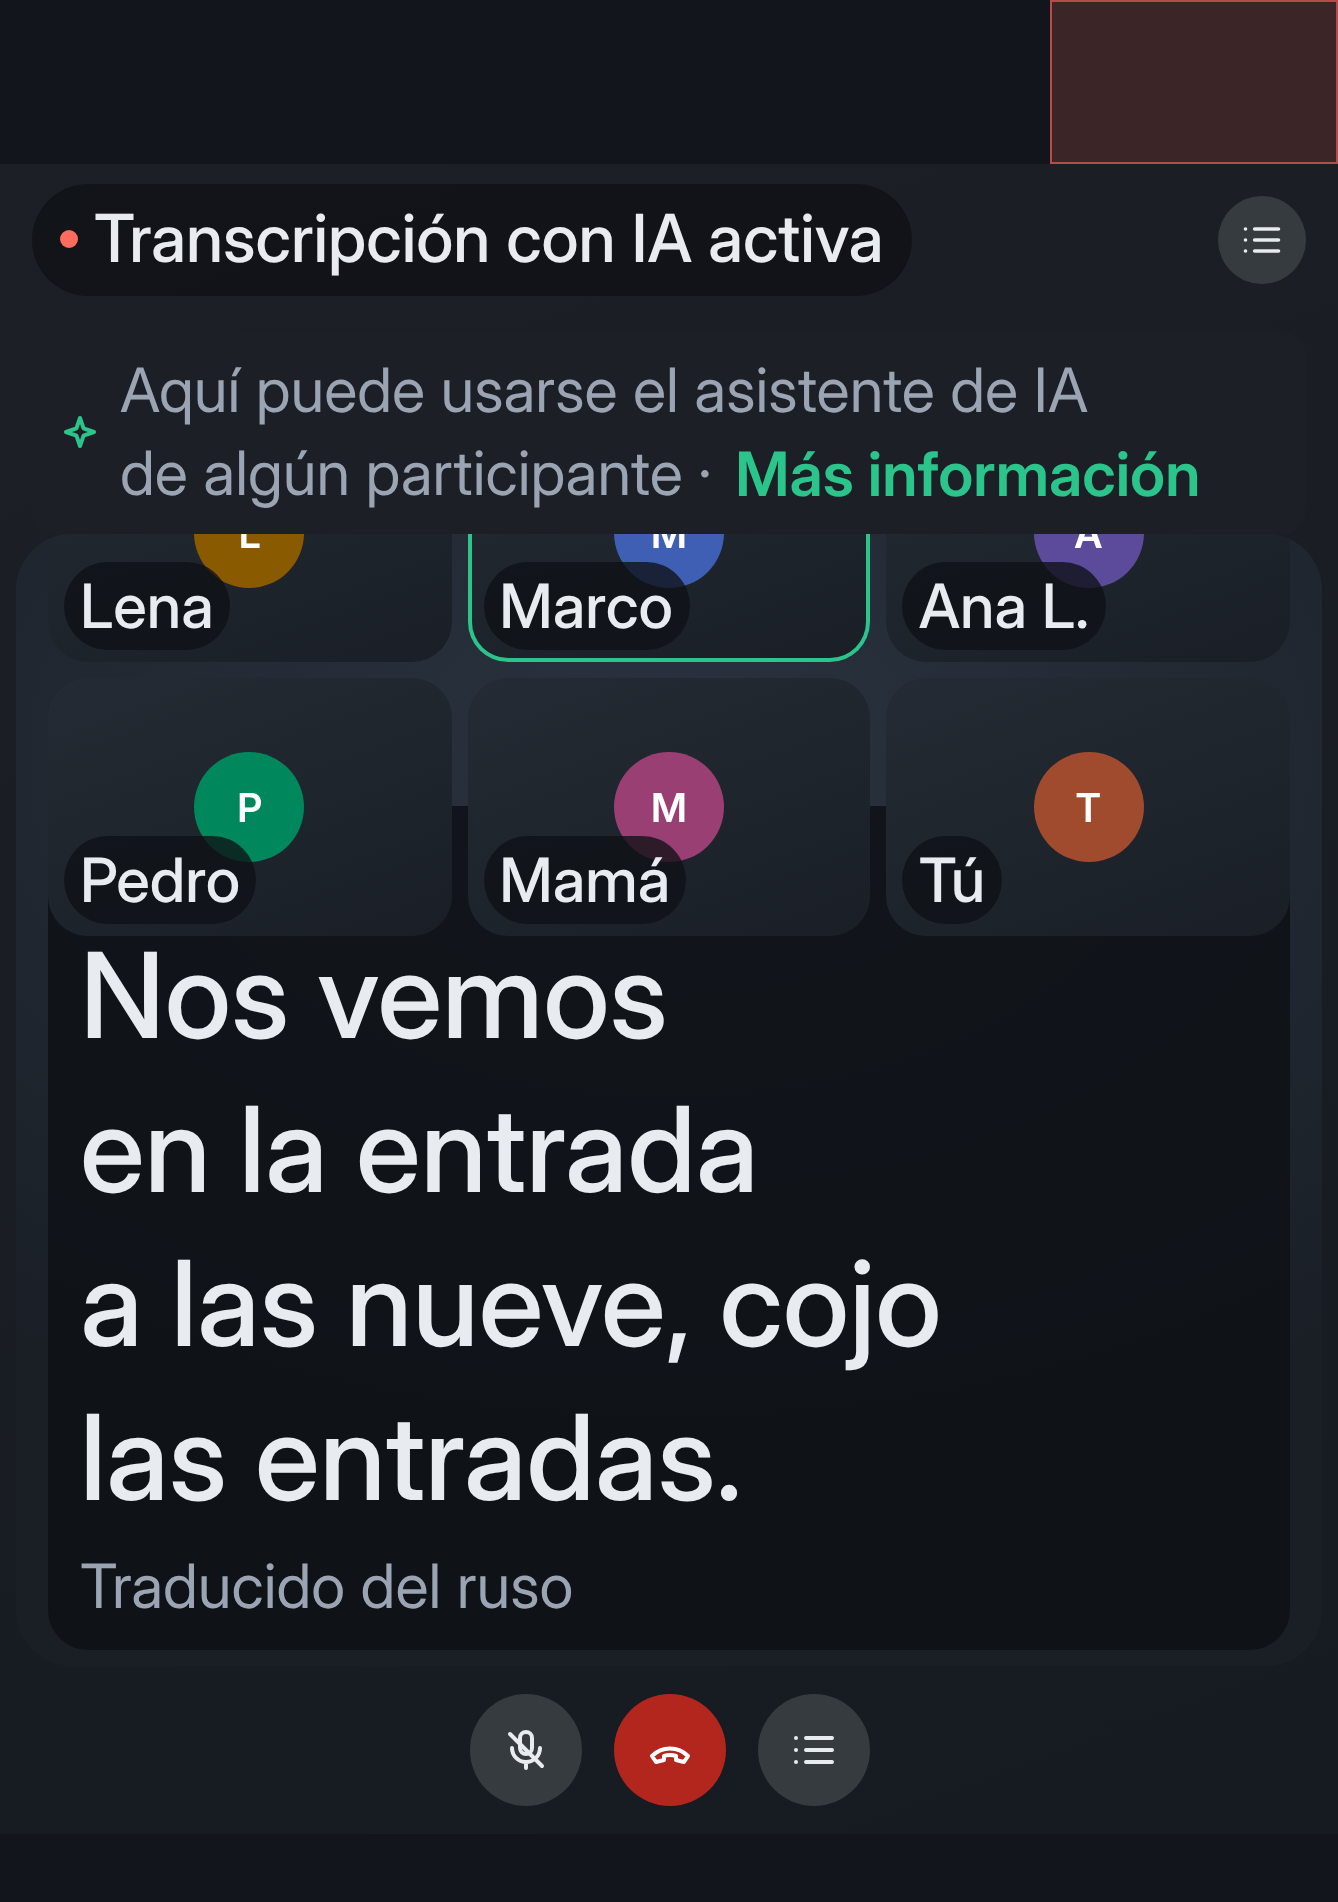 Transcripción con IA activa
Aquí puede usarse el asistente de IA
de algún participante · Más información
L
M
A
Lena
Marco
Ana L.
P
M
T
Pedro
Mamá
Tú
Nos vemos
en la entrada
a las nueve, cojo
las entradas.
Traducido del ruso